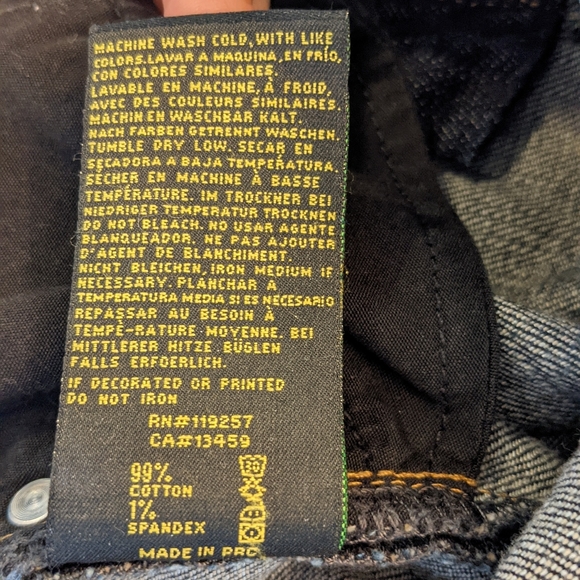 MACHINE WASH COLD, WITH LIKE
COLORS. LAVAR A MAQUINA, EN FRÍO,
CON COLORES SIMILARES.
LAVABLE EN MACHINE, À FROID,
AVEC DES COULEURS SIMILAIRES.
MACHIN EN WASCHBAR KALT.
NACH FARBEN GETRENNT WASCHEN.
TUMBLE DRY LOW. SECAR EN
SECADORA A BAJA TEMPERATURA.
SÉCHER EN MACHINE À BASSE
TEMPÉRATURE. IM TROCKNER BEI
NIEDRIGER TEMPERATUR TROCKNEN
DO NOT BLEACH. NO USAR AGENTE
BLANQUEADOR. NE PAS AJOUTER
D'AGENT DE BLANCHIMENT.
NICHT BLEICHEN, IRON MEDIUM IF
NECESSARY. PLANCHAR A
TEMPERATURA MEDIA SI ES NECESARIO
REPASSAR AU BESOIN À
TEMPÉ-RATURE MOYENNE. BEI
MITTLERER HITZE. BÜGLEN
FALLS ERFOERLICH.
IF DECORATED OR PRINTED
DO NOT IRON
RN#119257
CA#13459
99%
COTTON
1%
SPANDEX
30
MADE IN PRC